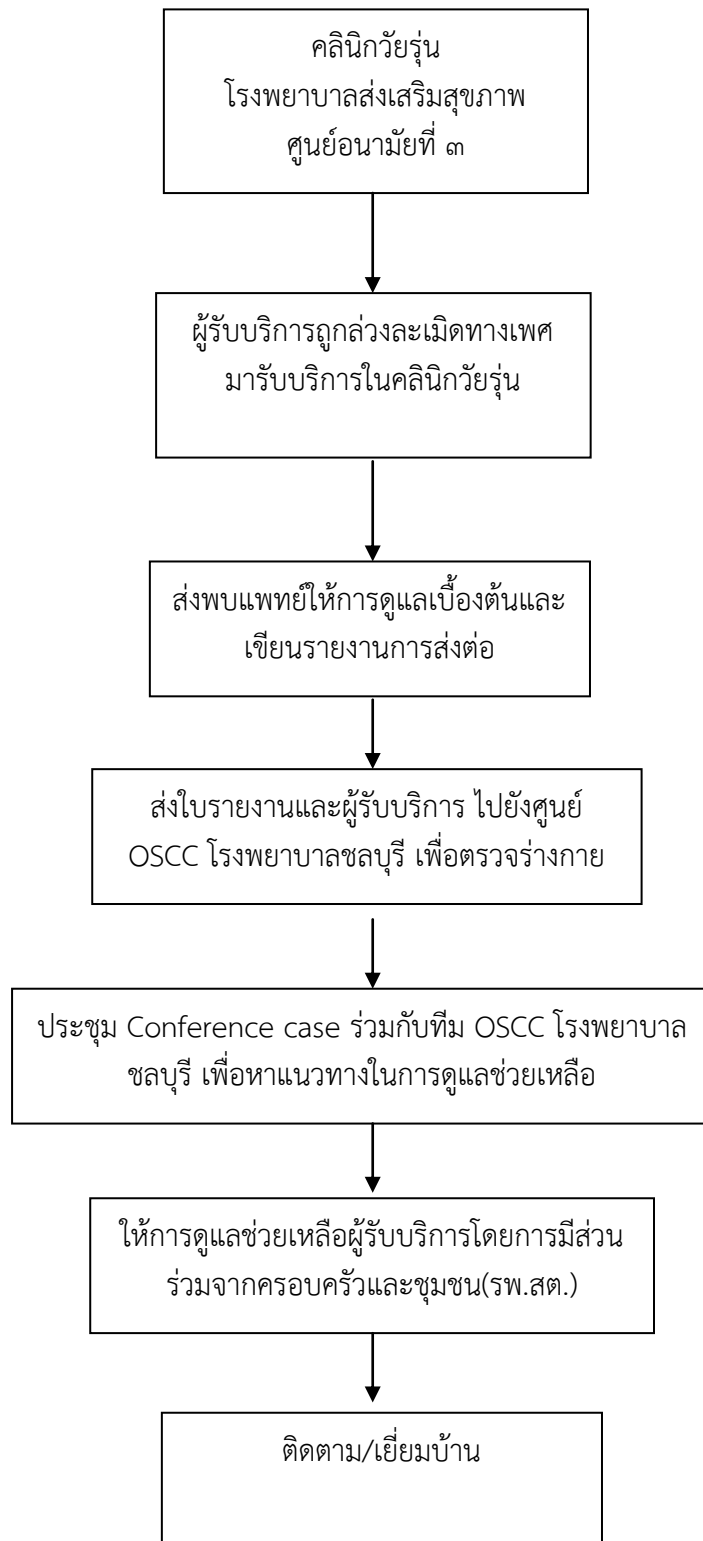 คลินิกวัยรุ่น
โรงพยาบาลส่งเสริมสุขภาพ
ศูนย์อนามัยที่ ๓
ผู้รับบริการถูกล่วงละเมิดทางเพศ
มารับบริการในคลินิกวัยรุ่น
ส่งพบแพทย์ให้การดูแลเบื้องต้นและ
เขียนรายงานการส่งต่อ
ส่งใบรายงานและผู้รับบริการ ไปยังศูนย์
OSCC โรงพยาบาลชลบุรี เพื่อตรวจร่างกาย
ประชุม Conference case ร่วมกับทีม OSCC โรงพยาบาล
ชลบุรี เพื่อหาแนวทางในการดูแลช่วยเหลือ
ให้การดูแลช่วยเหลือผู้รับบริการโดยการมีส่วน
ร่วมจากครอบครัวและชุมชน(รพ.สต.)
ติดตาม/เยี่ยมบ้าน